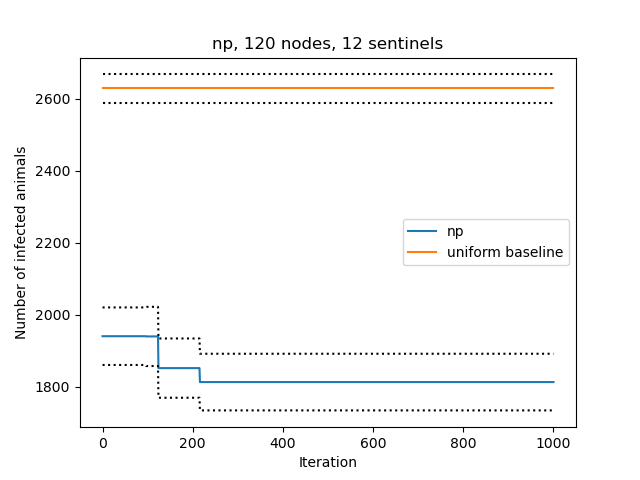 np, 120 nodes, 12 sentinels
Number of infected animals
2600
2400
2200
2000
1800
np
uniform baseline
0
200
400
600
800
1000
Iteration